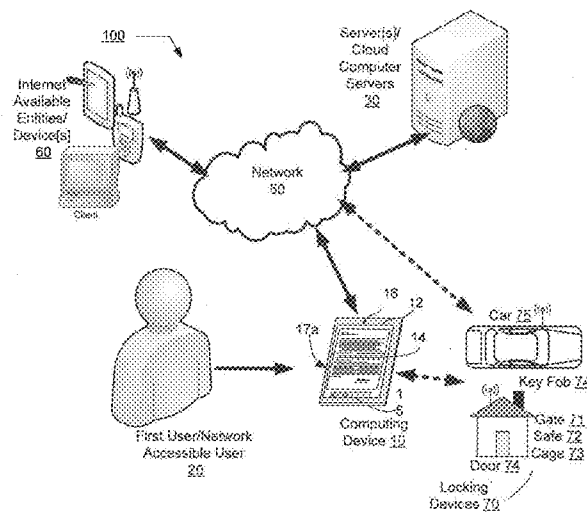 100
Internet
Available
Entities/
Device[s]
60
Client
Server[s]/
Cloud
Computer
Servers
30
Network
50
16
12
14
17a
1
5
Computing
Device 10
First User/Network
Accessible User
20
Car 75
Key Fob
Gate 71
Safe 72
Cage 73
Door 74
Locking
Devices 70